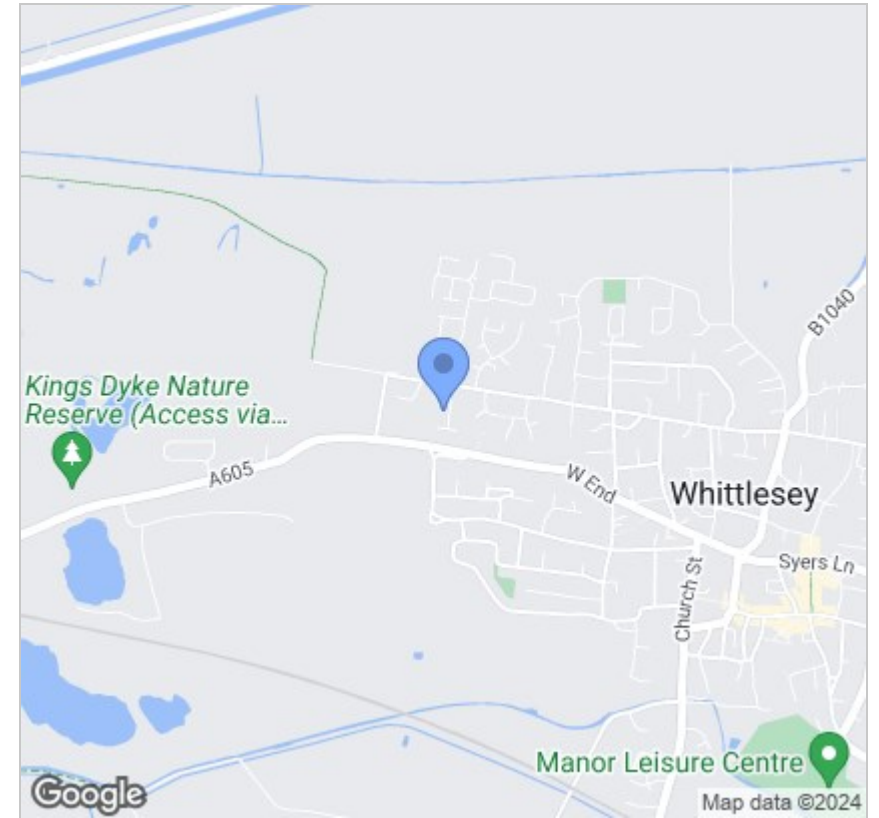 B1040
Kings Dyke Nature
Reserve (Access via...
A605
W End
Whittlesey
Syers Ln
Church St
Manor Leisure Centre
Google
Map data ©2024